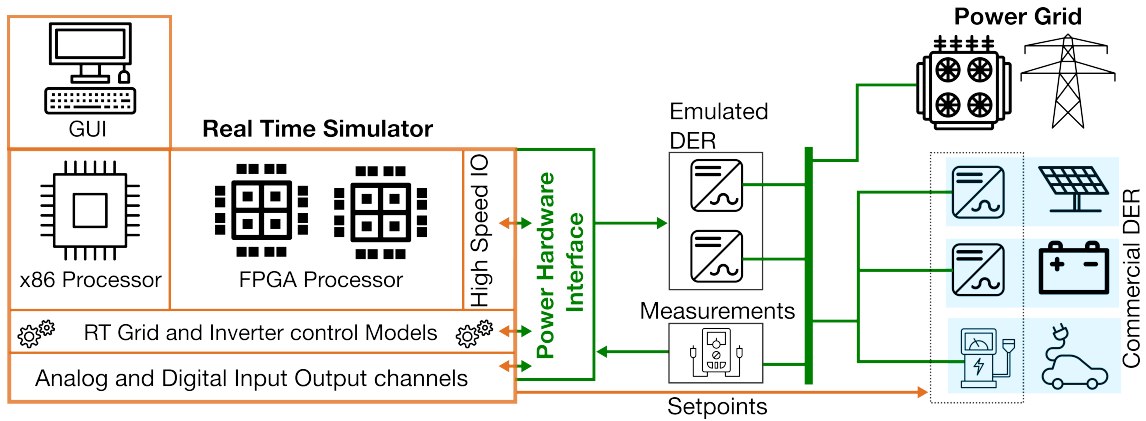 Power Grid
GUI
Real Time Simulator
Emulated
DER
x86 Processor
FPGA Processor
High Speed IO
Power Hardware
Interface
RT Grid and Inverter control Models
Analog and Digital Input Output channels
Measurements
Setpoints
Commercial DER